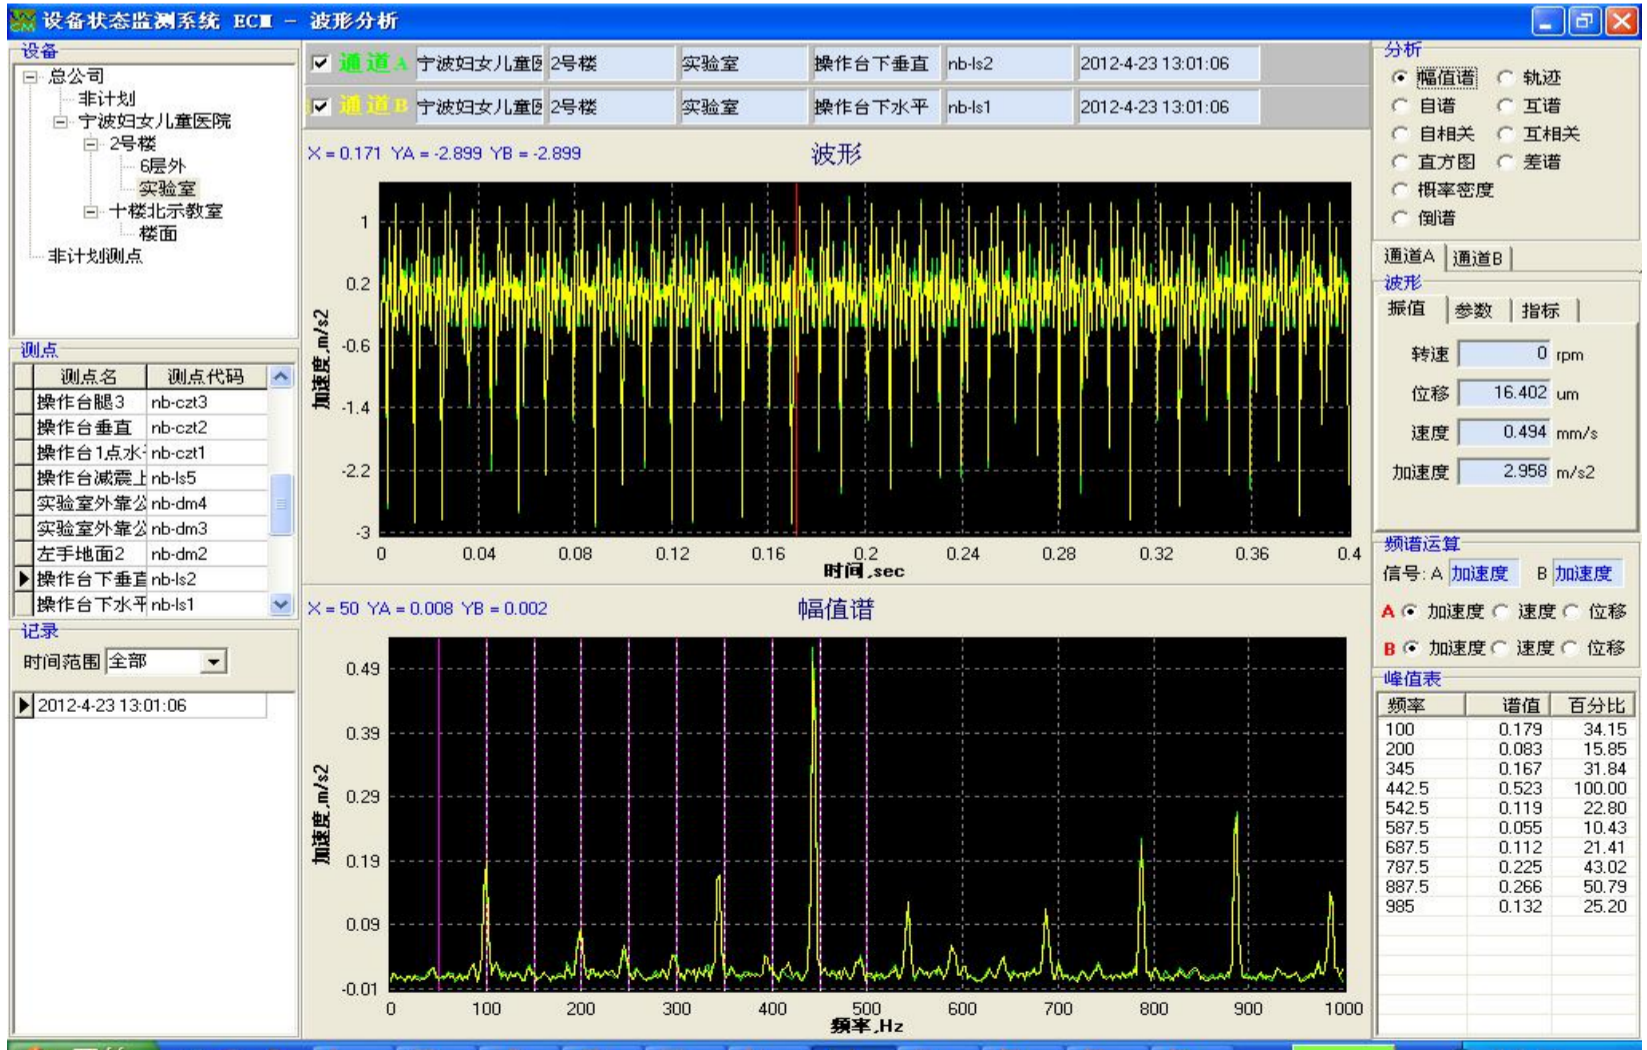 设备状态监测系统 ECM - 波形分析
设备
总公司
非计划
宁波妇女儿童医院
2号楼
6层外
实验室
十楼北示教室
楼面
非计划测点
测点
测点名 测点代码
操作台腿3 nb-czt3
操作台垂直 nb-czt2
操作台1点水 nb-czt1
操作台减震上 nb-ls5
实验室外靠公 nb-dm4
实验室外靠公 nb-dm3
左手地面2 nb-dm2
操作台下垂直 nb-ls2
操作台下水平 nb-ls1
记录
时间范围 全部
2012-4-23 13:01:06
通道A 宁波妇女儿童医 2号楼 实验室 操作台下垂直 nb-ls2 2012-4-23 13:01:06
通道B 宁波妇女儿童医 2号楼 实验室 操作台下水平 nb-ls1 2012-4-23 13:01:06
X = 0.171 YA = -2.899 YB = -2.899
波形
加速度,m/s2
1
0.2
-0.6
-1.4
-2.2
-3
0 0.04 0.08 0.12 0.16 0.2 0.24 0.28 0.32 0.36 0.4
时间,sec
X = 50 YA = 0.008 YB = 0.002
幅值谱
加速度,m/s2
0.49
0.39
0.29
0.19
0.09
-0.01
0 100 200 300 400 500 600 700 800 900 1000
频率,Hz
分析
幅值谱 轨迹
自谱 互谱
自相关 互相关
直方图 差谱
概率密度
倒谱
通道A 通道B
波形
振值 参数 指标
转速 0 rpm
位移 16.402 um
速度 0.494 mm/s
加速度 2.958 m/s2
频谱运算
信号: A 加速度 B 加速度
A 加速度 速度 位移
B 加速度 速度 位移
峰值表
频率 谱值 百分比
100 0.179 34.15
200 0.083 15.85
345 0.167 31.84
442.5 0.523 100.00
542.5 0.119 22.80
587.5 0.055 10.43
687.5 0.112 21.41
787.5 0.225 43.02
887.5 0.266 50.79
985 0.132 25.20